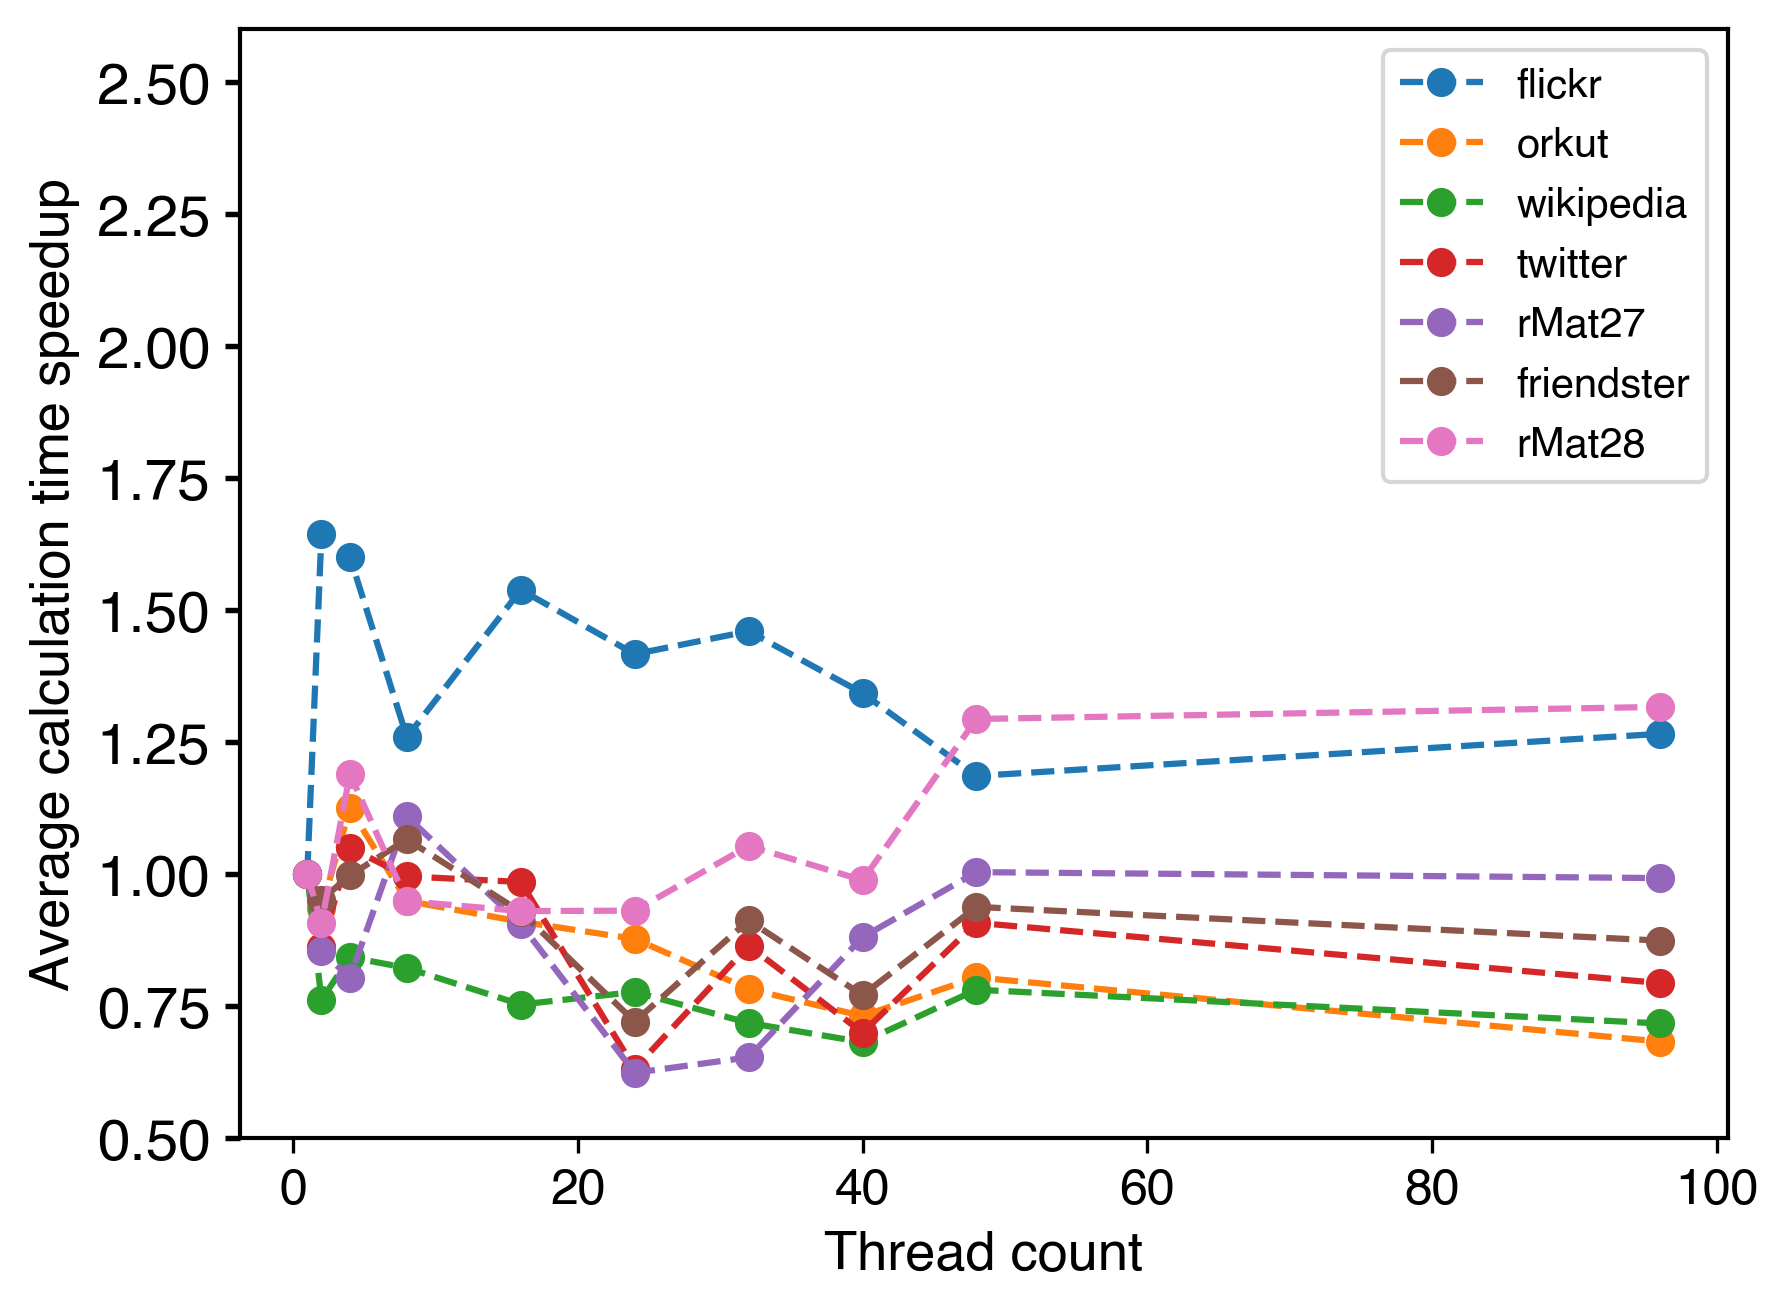 2.50
2.25
2.00
1.75
1.50
1.25
1.00
0.75
0.50
Average calculation time speedup
0 20 40 60 80 100
Thread count
flickr
orkut
wikipedia
twitter
rMat27
friendster
rMat28